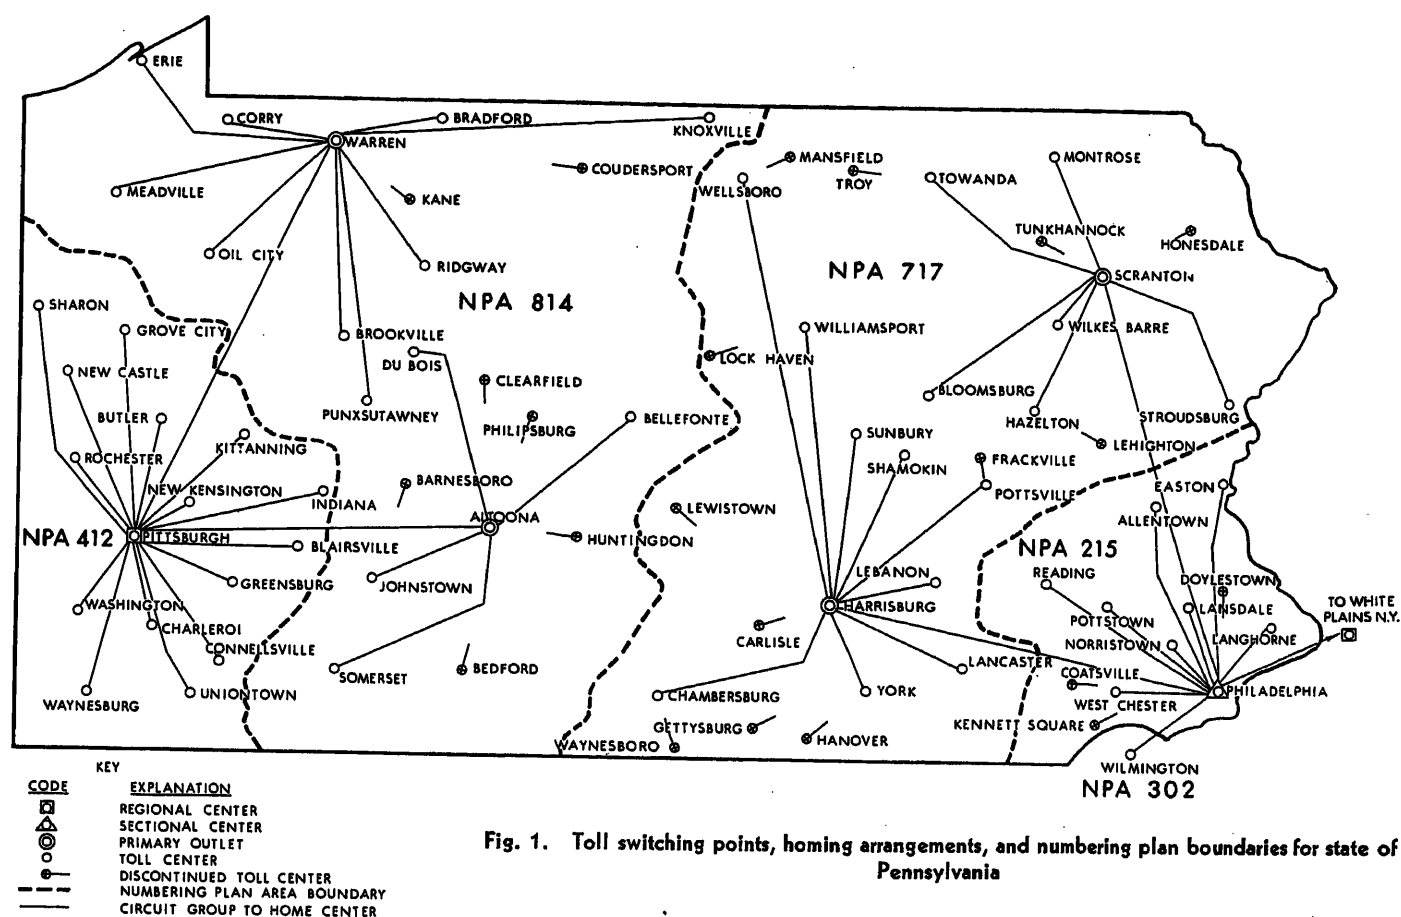 ERIE
CORRY
BRADFORD
KNOXVILLE
WARREN
MEADVILLE
KANE
COUDERSPORT
MANSFIELD
TROY
WELLSBORO
TOWANDA
MONTROSE
TUNKHANNOCK
HONESDALE
OIL CITY
RIDGWAY
NPA 814
NPA 717
SCRANTON
SHARON
GROVE CITY
BROOKVILLE
DU BOIS
WILLIAMSPORT
WILKES BARRE
LOCK HAVEN
NEW CASTLE
CLEARFIELD
BLOOMSBURG
BUTLER
PUNXSUTAWNEY
PHILIPSBURG
BELLEFONTE
HAZELTON
STROUDSBURG
KITTANNING
SUNBURY
LEHIGHTON
ROCHESTER
SHAMOKIN
FRACKVILLE
NEW KENSINGTON
INDIANA
BARNESBORO
POTTSVILLE
EASTON
LEWISTOWN
ALLENTOWN
ALTOONA
NPA 412
PITTSBURGH
BLAIRSVILLE
HUNTINGDON
NPA 215
GREENSBURG
JOHNSTOWN
LEBANON
READING
DOYLESTOWN
WASHINGTON
HARRISBURG
LANSDALE
TO WHITE
PLAINS N.Y.
CHARLEROI
CARLISLE
POTTSTOWN
LANGHORNE
CONNELLSVILLE
NORRISTOWN
BEDFORD
SOMERSET
LANCASTER
COATSVILLE
WAYNESBURG
UNIONTOWN
CHAMBERSBURG
YORK
WEST CHESTER
PHILADELPHIA
GETTYSBURG
KENNETT SQUARE
WAYNESBORO
HANOVER
WILMINGTON
NPA 302
KEY
CODE EXPLANATION
REGIONAL CENTER
SECTIONAL CENTER
PRIMARY OUTLET
TOLL CENTER
DISCONTINUED TOLL CENTER
NUMBERING PLAN AREA BOUNDARY
CIRCUIT GROUP TO HOME CENTER
Fig. 1. Toll switching points, homing arrangements, and numbering plan boundaries for state of
Pennsylvania